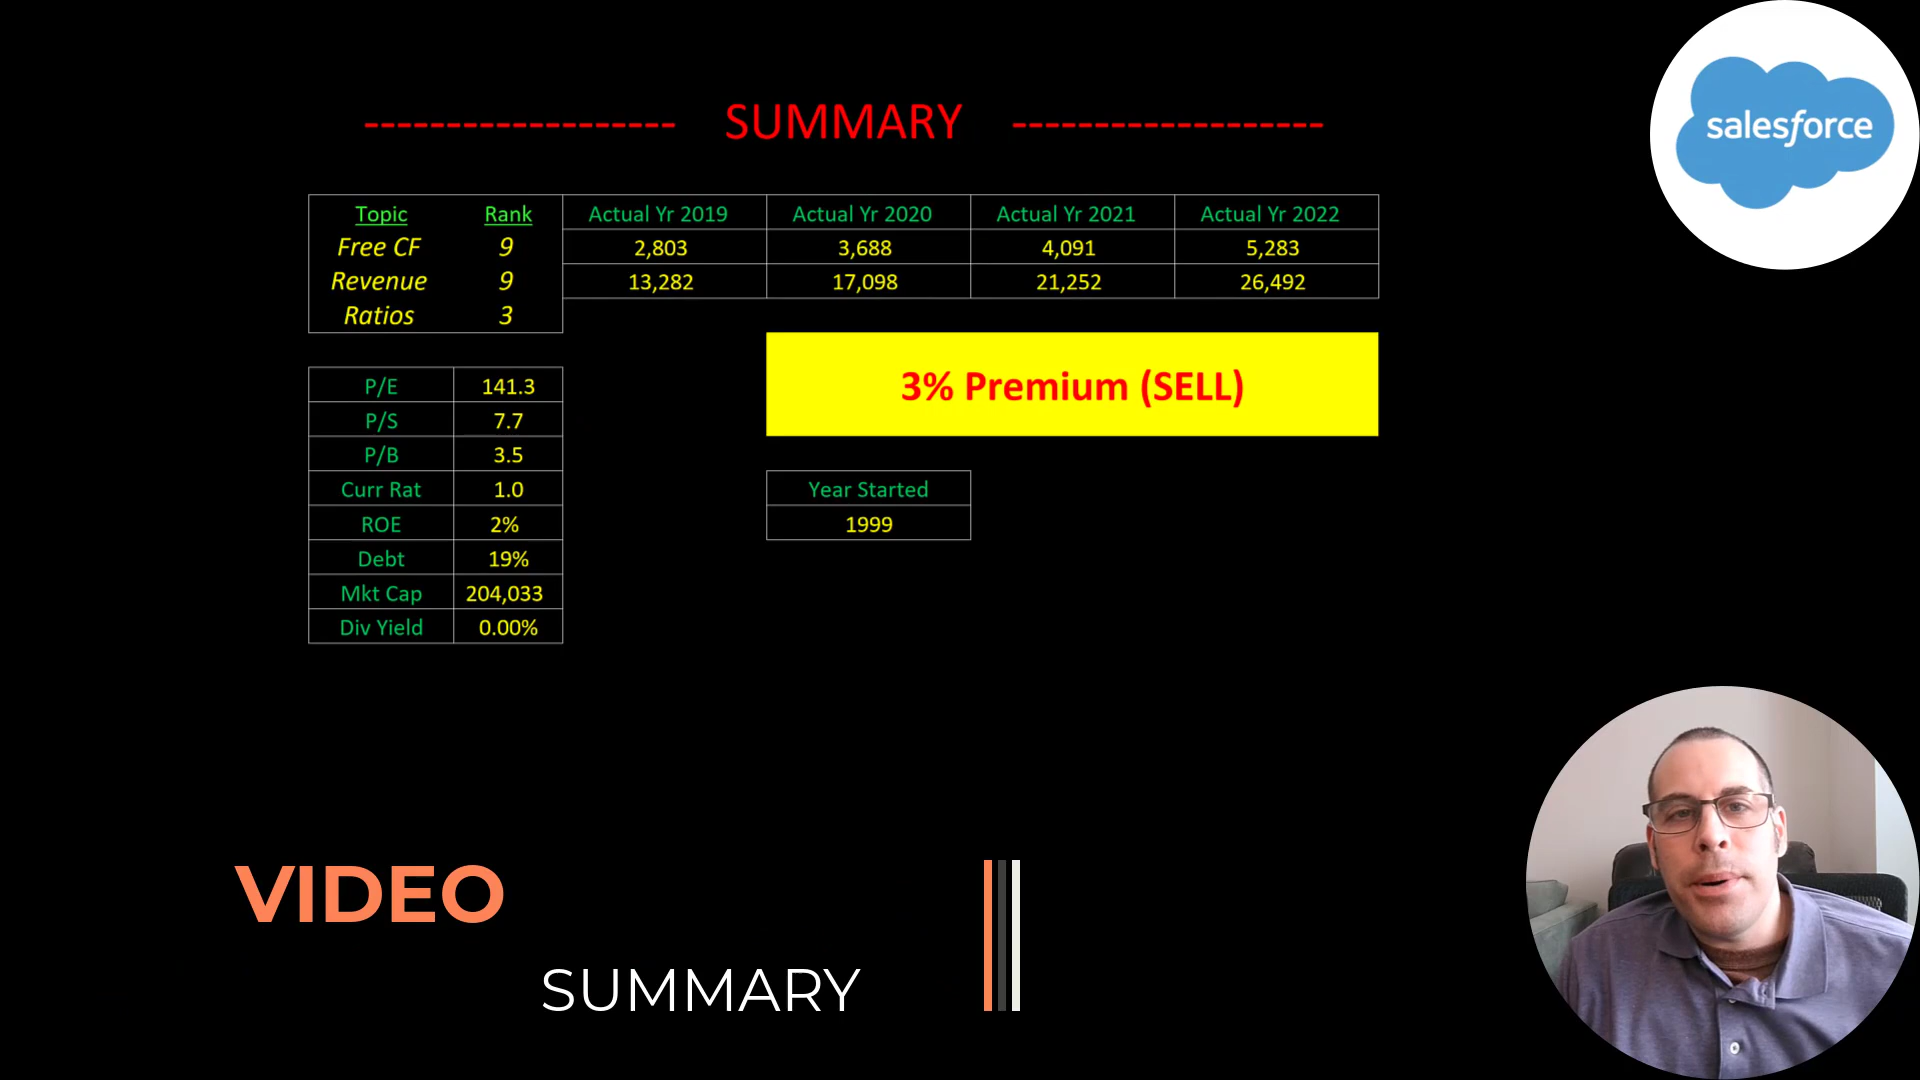 ------------------- SUMMARY -------------------
salesforce
Topic Rank Actual Yr 2019 Actual Yr 2020 Actual Yr 2021 Actual Yr 2022
Free CF 9 2,803 3,688 4,091 5,283
Revenue 9 13,282 17,098 21,252 26,492
Ratios 3
3% Premium (SELL)
P/E 141.3
P/S 7.7
P/B 3.5
Curr Rat 1.0
ROE 2%
Debt 19%
Mkt Cap 204,033
Div Yield 0.00%
Year Started
1999
VIDEO
SUMMARY